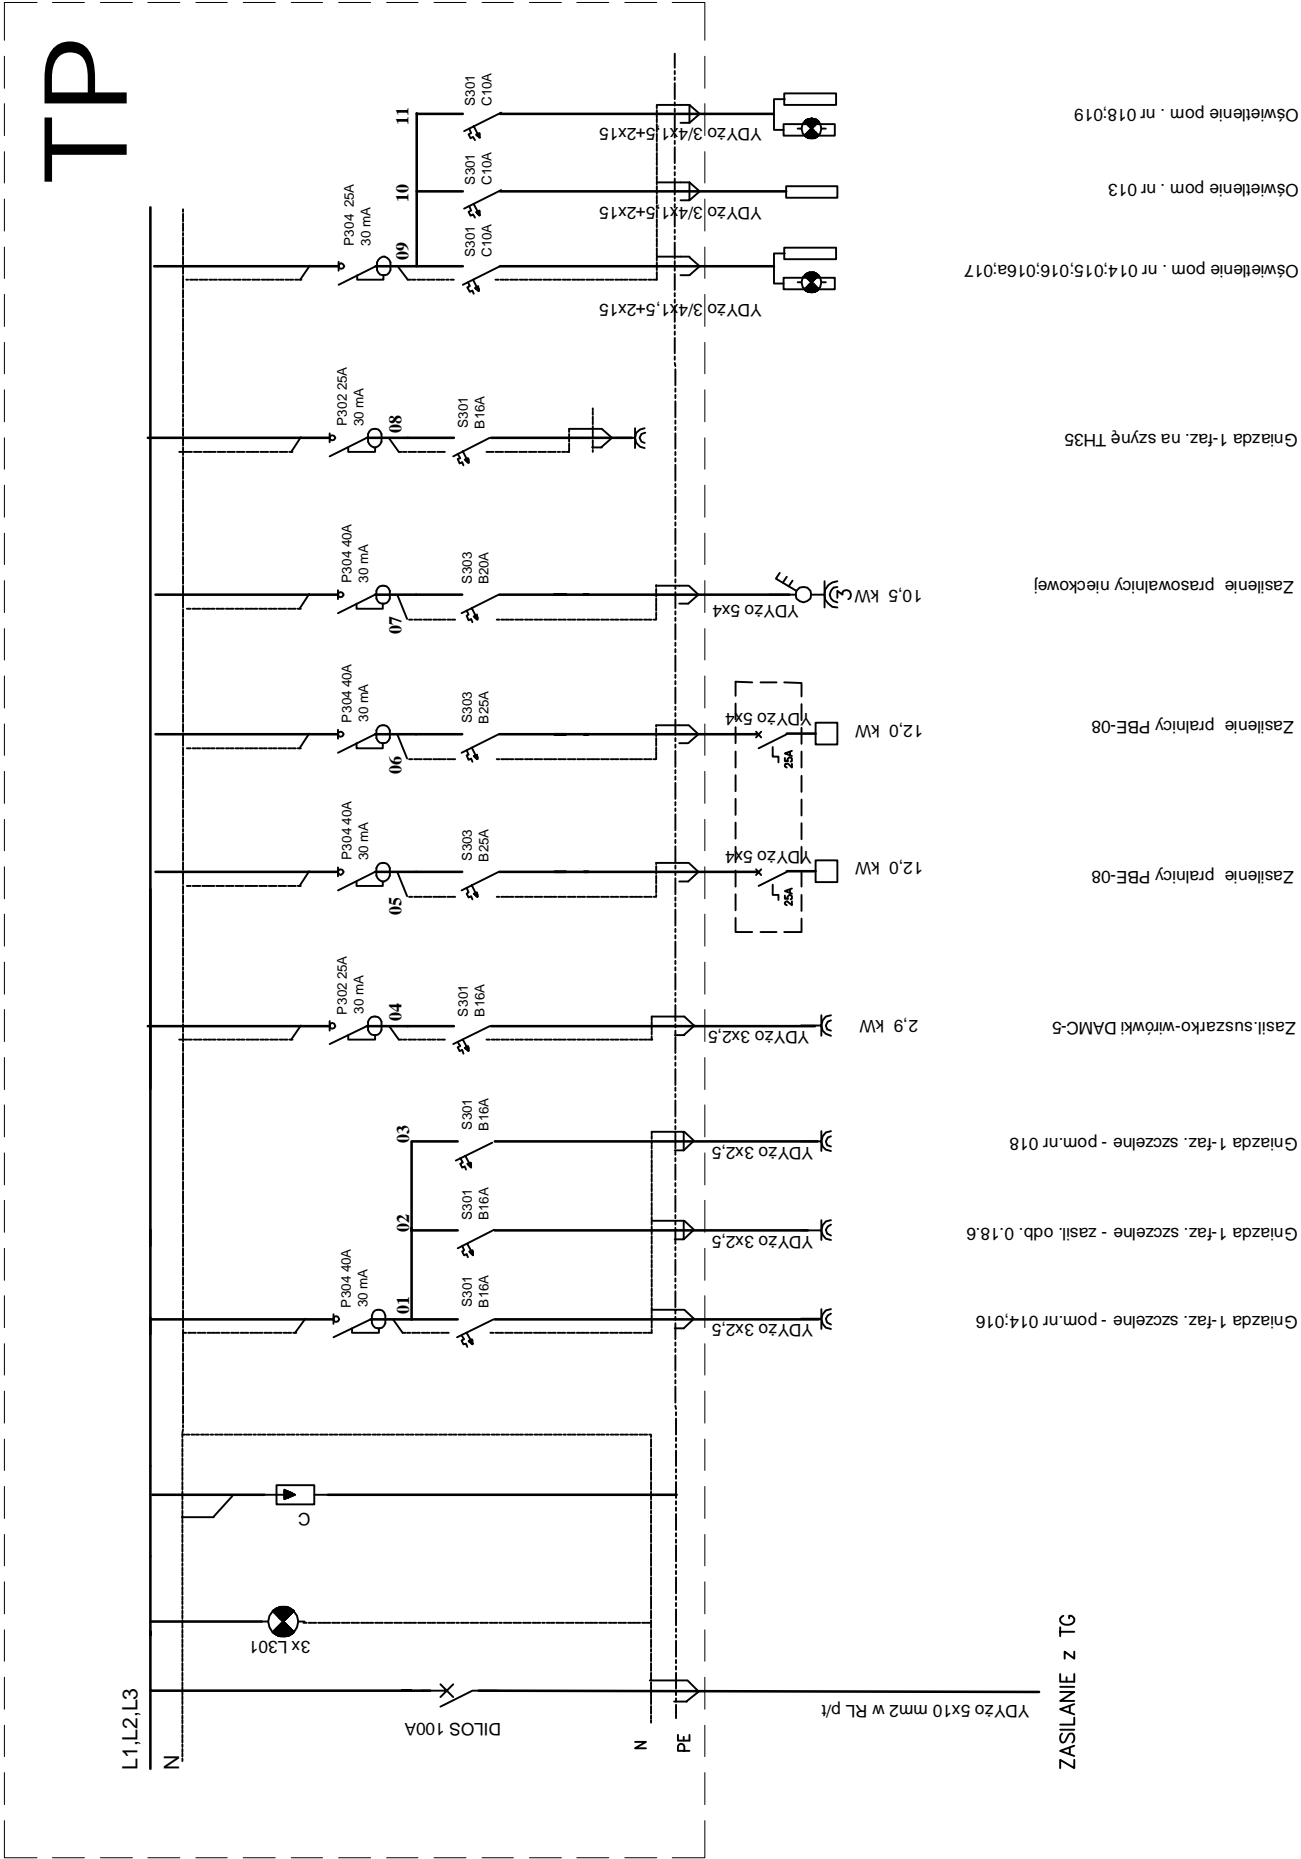 TP
L1,L2,L3
N
DILOS 100A
N
PE
YDYżo 5x10 mm2 w RL p/t
ZASILANIE z TG
3x L301
C
P304 40A
30 mA
01
S301
B16A
YDYżo 3x2,5
Gniazda 1-faz. szczelne - pom.nr 014;016
02
S301
B16A
YDYżo 3x2,5
Gniazda 1-faz. szczelne - zasil. odb. 0.18.6
03
S301
B16A
YDYżo 3x2,5
Gniazda 1-faz. szczelne - pom.nr 018
P302 25A
30 mA
04
S301
B16A
YDYżo 3x2,5
2,9 kW
Zasil.suszarko-wirówki DAMC-5
P304 40A
30 mA
05
S303
B25A
YDYżo 5x4
25A
12,0 kW
Zasilenie pralnicy PBE-08
P304 40A
30 mA
06
S303
B25A
YDYżo 5x4
25A
12,0 kW
Zasilenie pralnicy PBE-08
P304 40A
30 mA
07
S303
B20A
YDYżo 5x4
3
10,5 kW
Zasilenie prasowalnicy nieckowej
P302 25A
30 mA
08
S301
B16A
Gniazda 1-faz. na szynę TH35
P304 25A
30 mA
09
S301
C10A
YDYżo 3/4x1,5+2x15
Oświetlenie pom . nr 014;015;016;016a;017
10
S301
C10A
YDYżo 3/4x1,5+2x15
Oświetlenie pom . nr 013
11
S301
C10A
YDYżo 3/4x1,5+2x15
Oświetlenie pom . nr 018;019